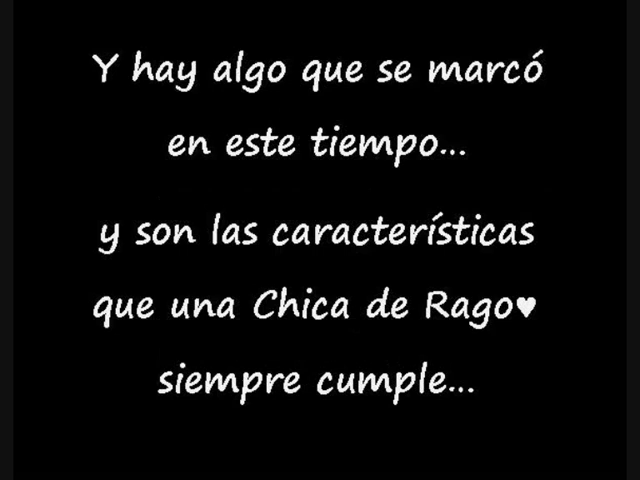 Y hay algo que se marcó
en este tiempo...
y son las características
que una Chica de Rago♥
siempre cumple...